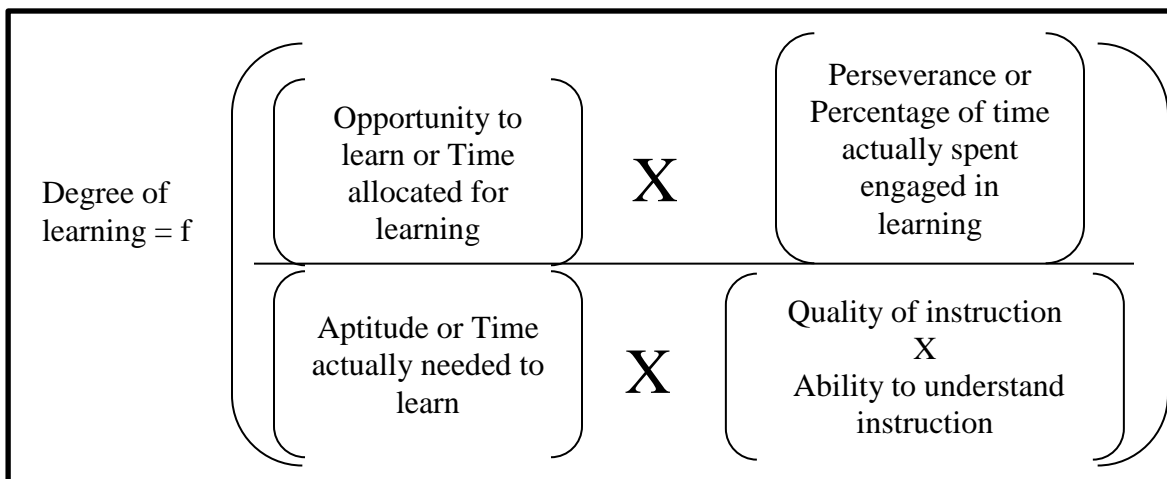 Degree of
learning = f
Opportunity to
learn or Time
allocated for
learning
X
Perseverance or
Percentage of time
actually spent
engaged in
learning
Aptitude or Time
actually needed to
learn
X
Quality of instruction
X
Ability to understand
instruction